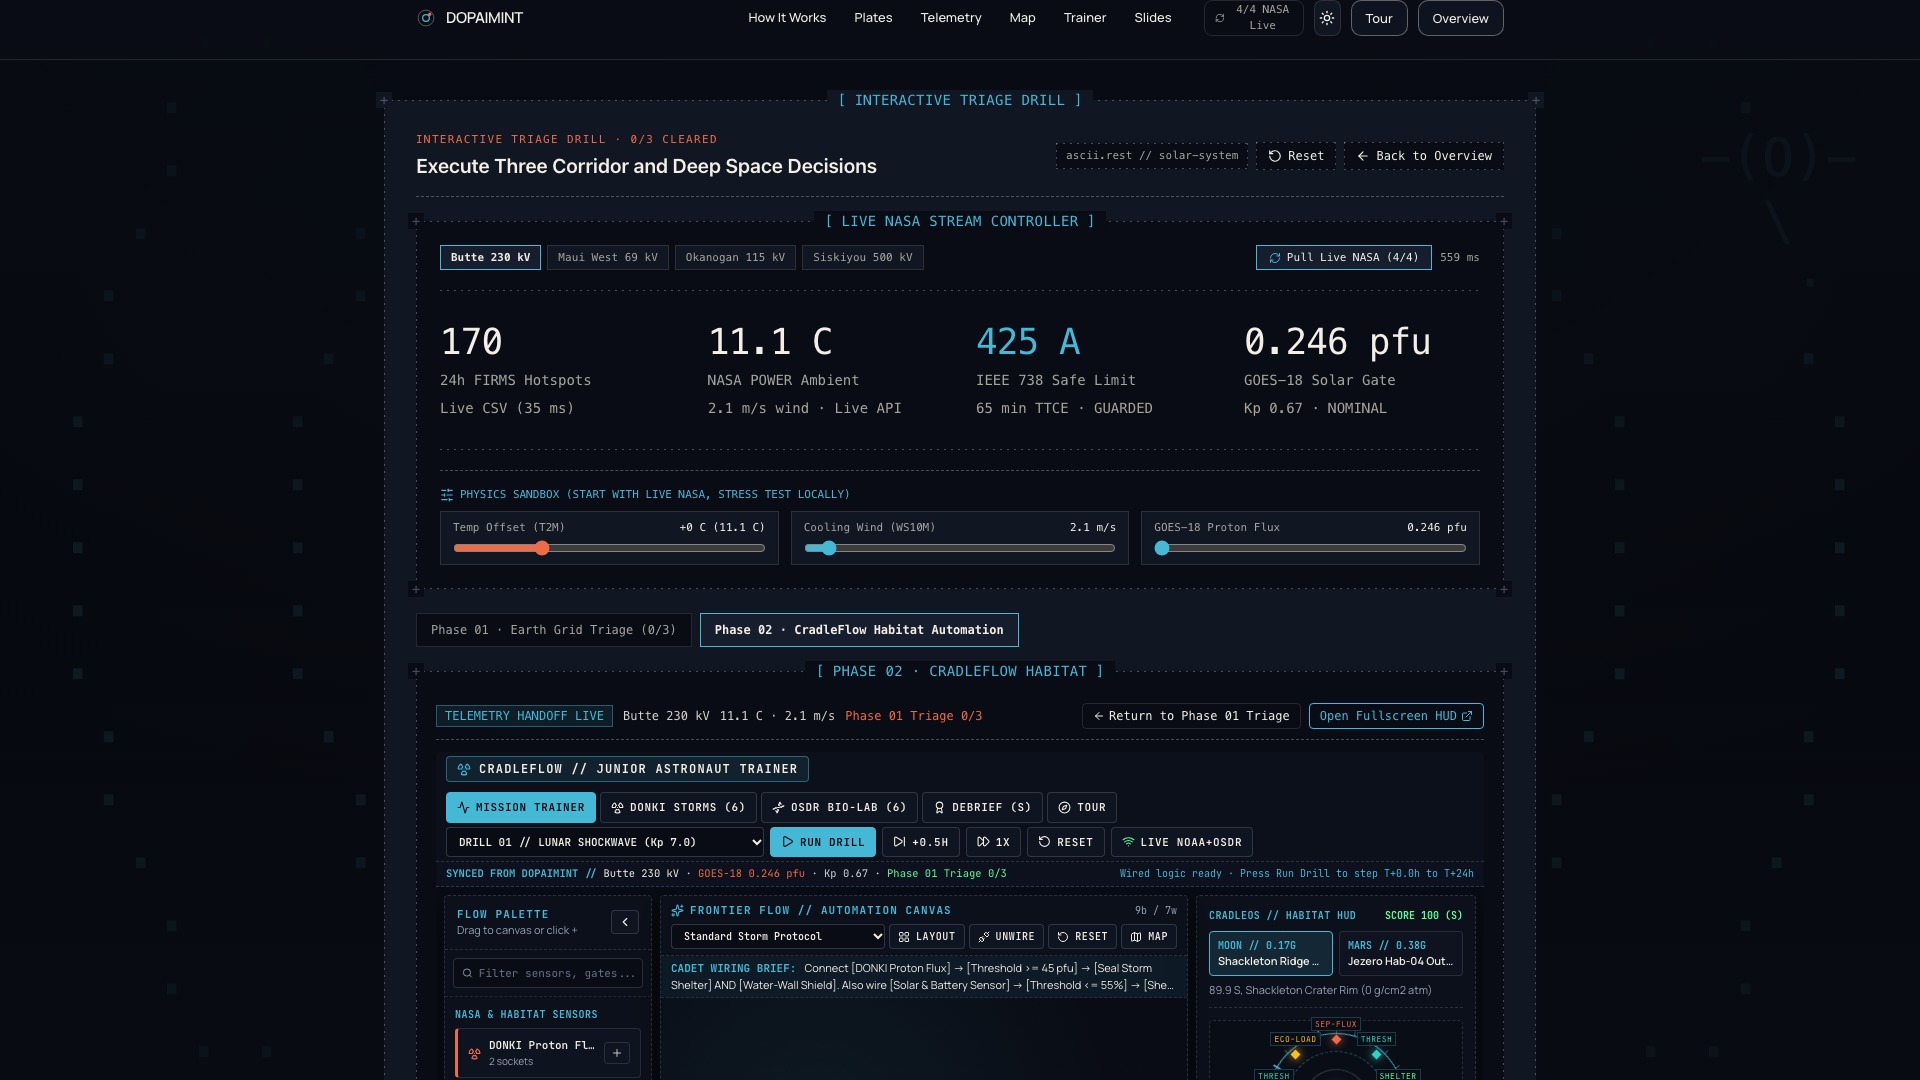 DOPAIMINT
How It Works
Plates
Telemetry
Map
Trainer
Slides
4/4 NASA
Live
Tour
Overview
[ INTERACTIVE TRIAGE DRILL ]
INTERACTIVE TRIAGE DRILL · 0/3 CLEARED
Execute Three Corridor and Deep Space Decisions
ascii.rest // solar-system
Reset
← Back to Overview
—(O)—
\
[ LIVE NASA STREAM CONTROLLER ]
Butte 230 kV
Maui West 69 kV
Okanogan 115 kV
Siskiyou 500 kV
Pull Live NASA (4/4)
559 ms
170
11.1 C
425 A
0.246 pfu
24h FIRMS Hotspots
NASA POWER Ambient
IEEE 738 Safe Limit
GOES-18 Solar Gate
Live CSV (35 ms)
2.1 m/s wind · Live API
65 min TTCE · GUARDED
Kp 0.67 · NOMINAL
PHYSICS SANDBOX (START WITH LIVE NASA, STRESS TEST LOCALLY)
Temp Offset (T2M)
+0 C (11.1 C)
Cooling Wind (WS10M)
2.1 m/s
GOES-18 Proton Flux
0.246 pfu
Phase 01 · Earth Grid Triage (0/3)
Phase 02 · CradleFlow Habitat Automation
[ PHASE 02 · CRADLEFLOW HABITAT ]
TELEMETRY HANDOFF LIVE
Butte 230 kV
11.1 C · 2.1 m/s
Phase 01 Triage 0/3
← Return to Phase 01 Triage
Open Fullscreen HUD
CRADLEFLOW // JUNIOR ASTRONAUT TRAINER
MISSION TRAINER
DONKI STORMS (6)
OSDR BIO-LAB (6)
DEBRIEF (S)
TOUR
DRILL 01 // LUNAR SHOCKWAVE (Kp 7.0)
RUN DRILL
+0.5H
1X
RESET
LIVE NOAA+OSDR
SYNCED FROM DOPAIMINT // Butte 230 kV · GOES-18 0.246 pfu · Kp 0.67 · Phase 01 Triage 0/3
Wired logic ready · Press Run Drill to step T+0.0h to T+24h
FLOW PALETTE
Drag to canvas or click +
Filter sensors, gates...
NASA & HABITAT SENSORS
DONKI Proton Fl…
2 sockets
FRONTIER FLOW // AUTOMATION CANVAS
9b / 7w
Standard Storm Protocol
LAYOUT
UNWIRE
RESET
MAP
CADET WIRING BRIEF: Connect [DONKI Proton Flux] → [Threshold >= 45 pfu] → [Seal Storm
Shelter] AND [Water-Wall Shield]. Also wire [Solar & Battery Sensor] → [Threshold <= 55%] → [She…
CRADLEOS // HABITAT HUD
SCORE 100 (S)
MOON // 0.17G
Shackleton Ridge …
MARS // 0.38G
Jezero Hab-04 Out…
89.9 S, Shackleton Crater Rim (0 g/cm2 atm)
SEP-FLUX
ECO-LOAD
THRESH
THRESH
SHELTER